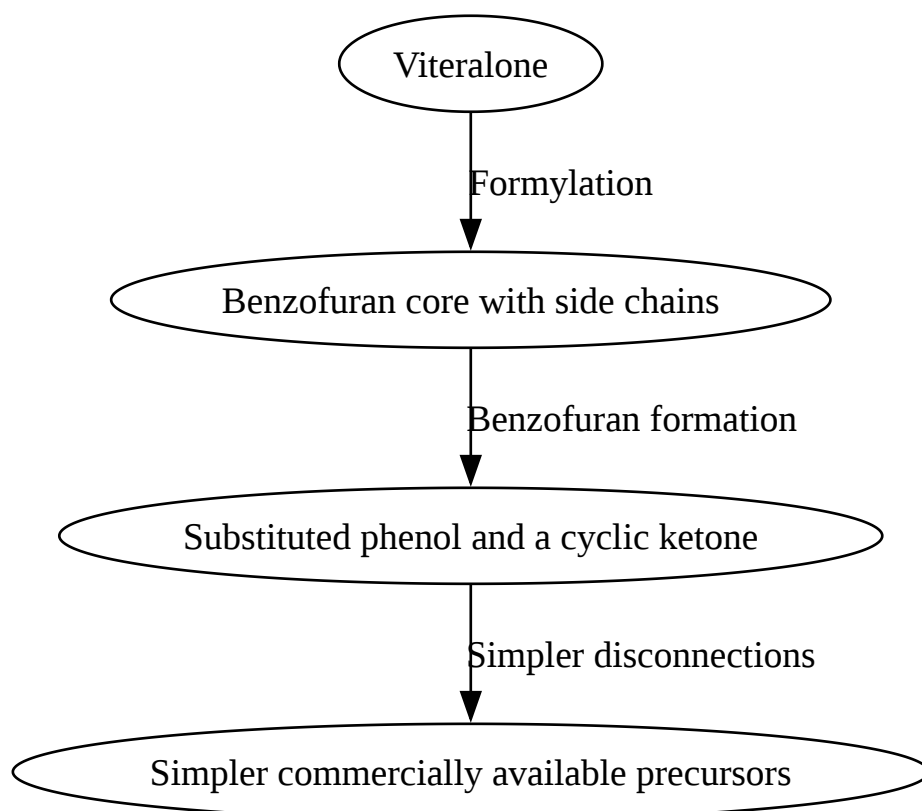 Viteralone
Formylation
Benzofuran core with side chains
Benzofuran formation
Substituted phenol and a cyclic ketone
Simpler disconnections
Simpler commercially available precursors